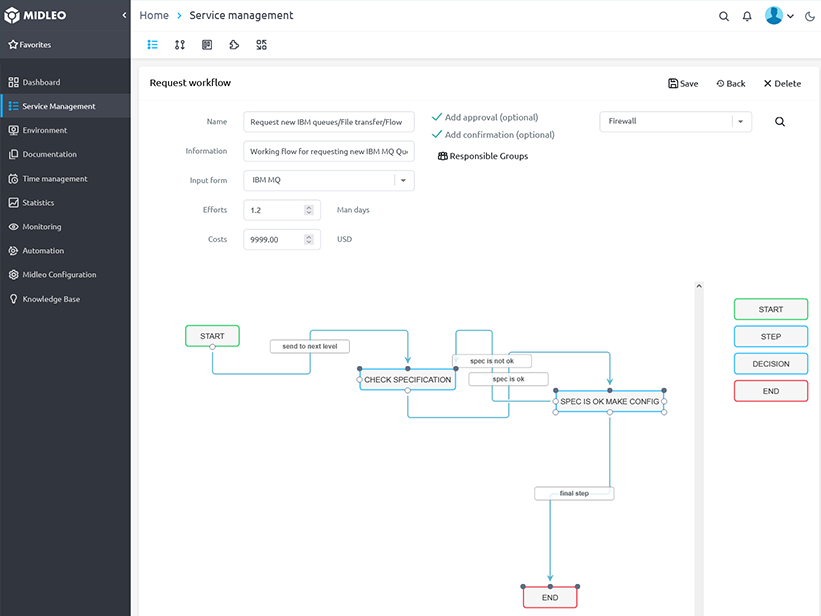 MIDLEO
Home > Service management
Favorites
Dashboard
Service Management
Environment
Documentation
Time management
Statistics
Monitoring
Automation
Midleo Configuration
Knowledge Base
Request workflow
Save
Back
Delete
Name
Request new IBM queues/File transfer/Flow
Add approval (optional)
Firewall
Add confirmation (optional)
Information
Working flow for requesting new IBM MQ Qu
Responsible Groups
Input form
IBM MQ
Efforts
1.2
Man days
Costs
9999.00
USD
START
send to next level
CHECK SPECIFICATION
spec is not ok
spec is ok
SPEC IS OK MAKE CONFIG
final step
END
START
STEP
DECISION
END